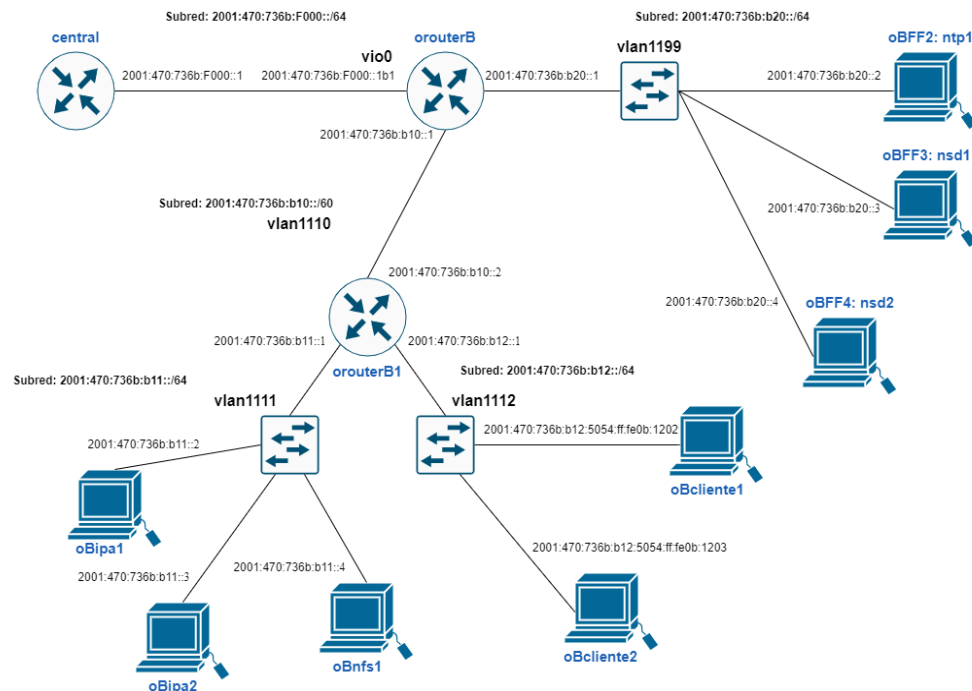 Subred: 2001:470:736b:F000::/64
Subred: 2001:470:736b:b20::/64
central
orouterB
vlan1199
oBFF2: ntp1
vio0
2001:470:736b:F000::1
2001:470:736b:F000::1b1
2001:470:736b:b20::1
2001:470:736b:b20::2
2001:470:736b:b10::1
oBFF3: nsd1
Subred: 2001:470:736b:b10::/60
vlan1110
2001:470:736b:b20::3
2001:470:736b:b10::2
2001:470:736b:b20::4
oBFF4: nsd2
2001:470:736b:b11::1
2001:470:736b:b12::1
orouterB1
Subred: 2001:470:736b:b11::/64
Subred: 2001:470:736b:b12::/64
vlan1111
vlan1112
2001:470:736b:b11::2
2001:470:736b:b12:5054:ff:fe0b:1202
oBcliente1
oBipa1
2001:470:736b:b12:5054:ff:fe0b:1203
2001:470:736b:b11::3
2001:470:736b:b11::4
oBipa2
oBnfs1
oBcliente2